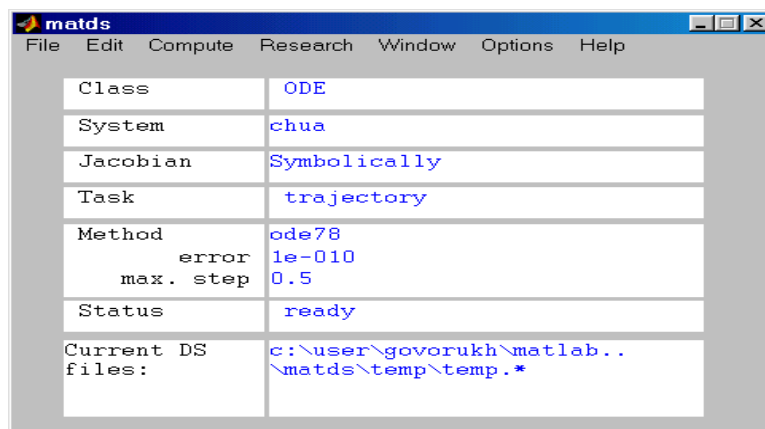 matds
File Edit Compute Research Window Options Help
Class ODE
System chua
Jacobian Symbolically
Task trajectory
Method ode78
error 1e-010
max. step 0.5
Status ready
Current DS c:\user\govorukh\matlab..
files: \matds\temp\temp.*